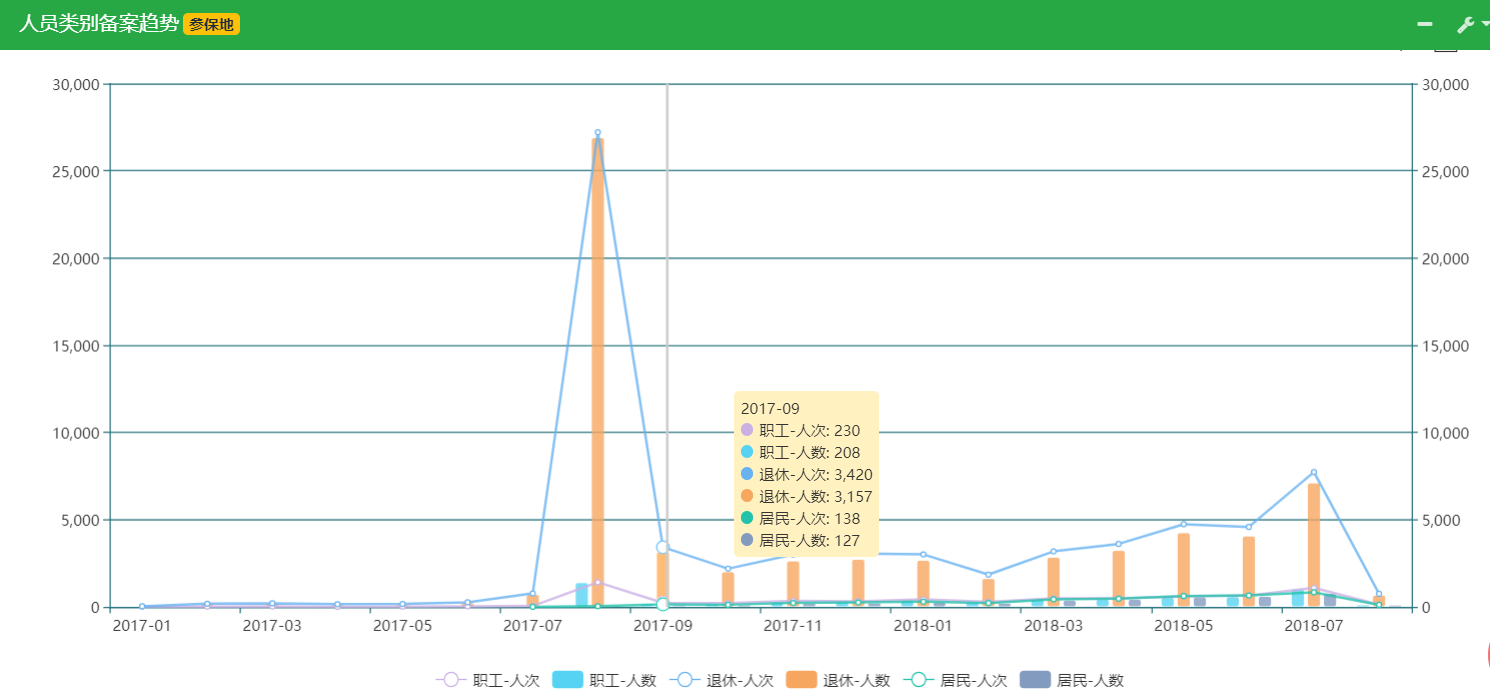 人员类别备案趋势 参保地
30,000 30,000
25,000 25,000
20,000 20,000
15,000 15,000
10,000 10,000
5,000 5,000
0 0
2017-09
职工-人次: 230
职工-人数: 208
退休-人次: 3,420
退休-人数: 3,157
居民-人次: 138
居民-人数: 127
2017-01 2017-03 2017-05 2017-07 2017-09 2017-11 2018-01 2018-03 2018-05 2018-07
职工-人次 职工-人数 退休-人次 退休-人数 居民-人次 居民-人数